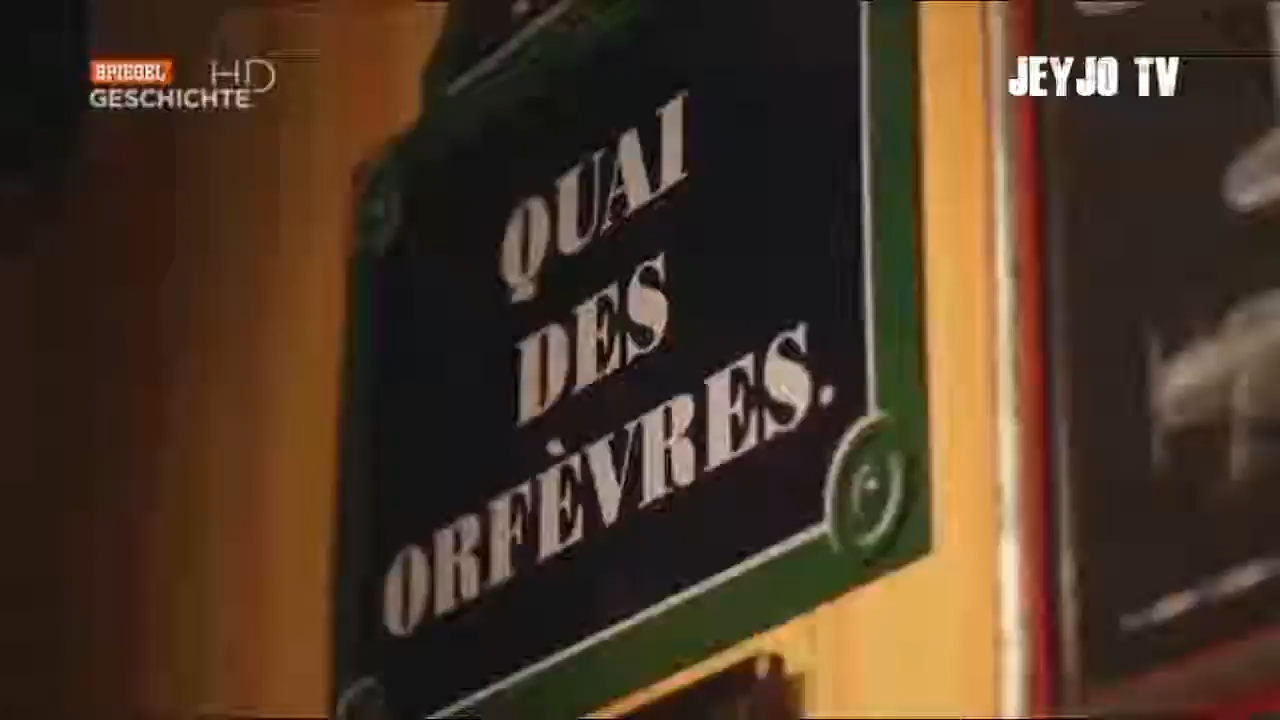 SPIEGEL HD
GESCHICHTE
JEYJO TV
QUAI
DES
ORFÈVRES.